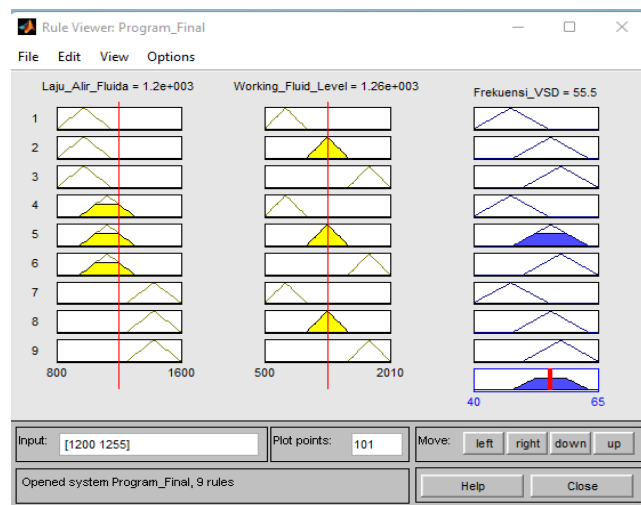 Rule Viewer: Program_Final
File Edit View Options
Laju_Alir_Fluida = 1.2e+003 Working_Fluid_Level = 1.26e+003 Frekuensi_VSD = 55.5
1
2
3
4
5
6
7
8
9
800 1600 500 2010
40 65
Input: [1200 1255] Plot points: 101 Move: left right down up
Opened system Program_Final, 9 rules Help Close